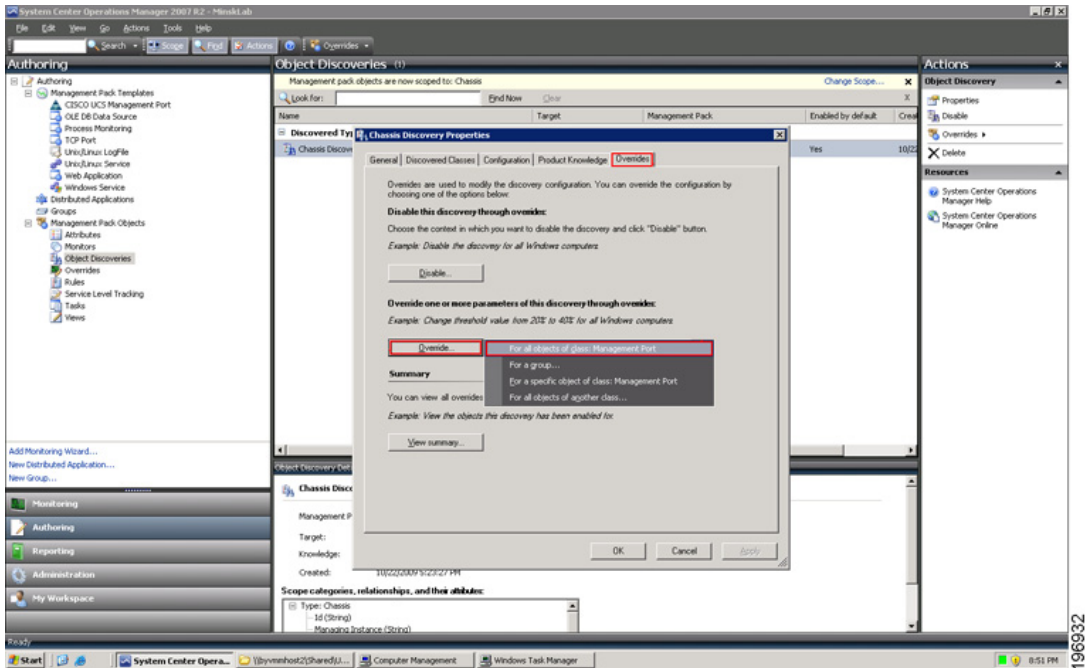 System Center Operations Manager 2007 R2 - MinskLab
File Edit View Go Actions Tools Help
Search Scope Find Actions Overrides
Authoring
Authoring
Management Pack Templates
CISCO UCS Management Port
OLE DB Data Source
Process Monitoring
TCP Port
Unix/Linux LogFile
Unix/Linux Service
Web Application
Windows Service
Distributed Applications
Groups
Management Pack Objects
Attributes
Monitors
Object Discoveries
Overrides
Rules
Service Level Tracking
Tasks
Views
Add Monitoring Wizard...
New Distributed Application...
New Group...
Monitoring
Authoring
Reporting
Administration
My Workspace
Object Discoveries (1)
Management pack objects are now scoped to: Chassis Change Scope...
Look for: Find Now Clear
Name Target Management Pack Enabled by default
Discovered
Chassis Yes
Chassis Discovery Properties
General Discovered Classes Configuration Product Knowledge Overrides
Overrides are used to modify the discovery configuration. You can override the configuration by
choosing one of the options below:
Disable this discovery through overrides:
Choose the context in which you want to disable the discovery and click "Disable" button.
Example: Disable the discovery for all Windows computers
Disable...
Override one or more parameters of this discovery through overrides:
Example: Change threshold value from 20% to 40% for all Windows computers
Override...
For all objects of class: Management Port
For a group...
For a specific object of class: Management Port
For all objects of another class...
Summary
You can view all overrides
Example: View the objects this discovery has been enabled for.
View summary...
OK Cancel Apply
Object Discovery
Chassis
Management
Target:
Knowledge:
Created: 10/22/2009 5:23:27 PM
Scope categories, relationships, and their attributes:
Type: Chassis
Id (String)
Managing Instance (String)
Actions
Object Discovery
Properties
Disable
Overrides
Delete
Resources
System Center Operations
Manager Help
System Center Operations
Manager Online
Ready
Start System Center Opera... Computer Management Windows Task Manager 8:51 PM
196932